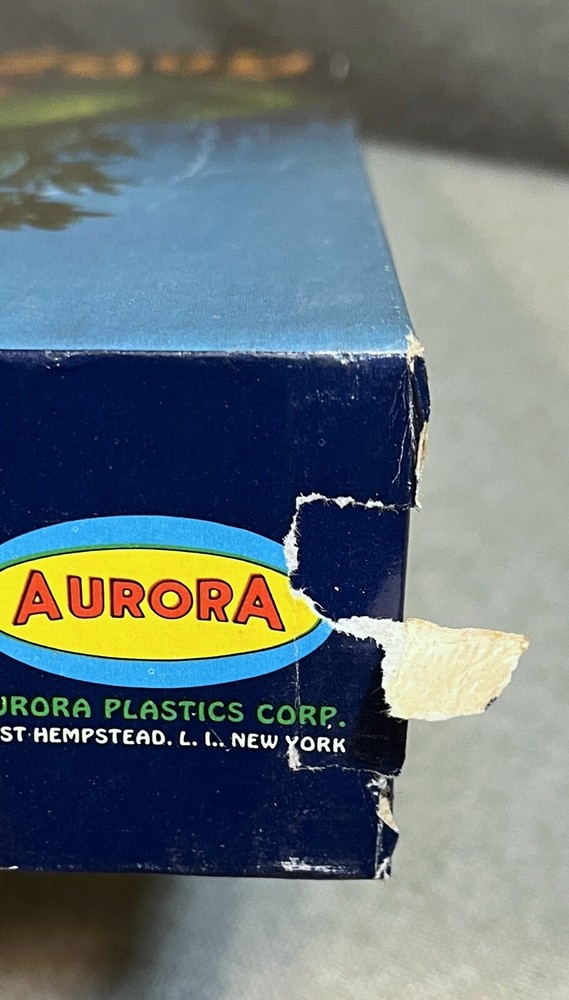 AURORA
URORA PLASTICS CORP.
ST HEMPSTEAD. L. I.. NEW YORK